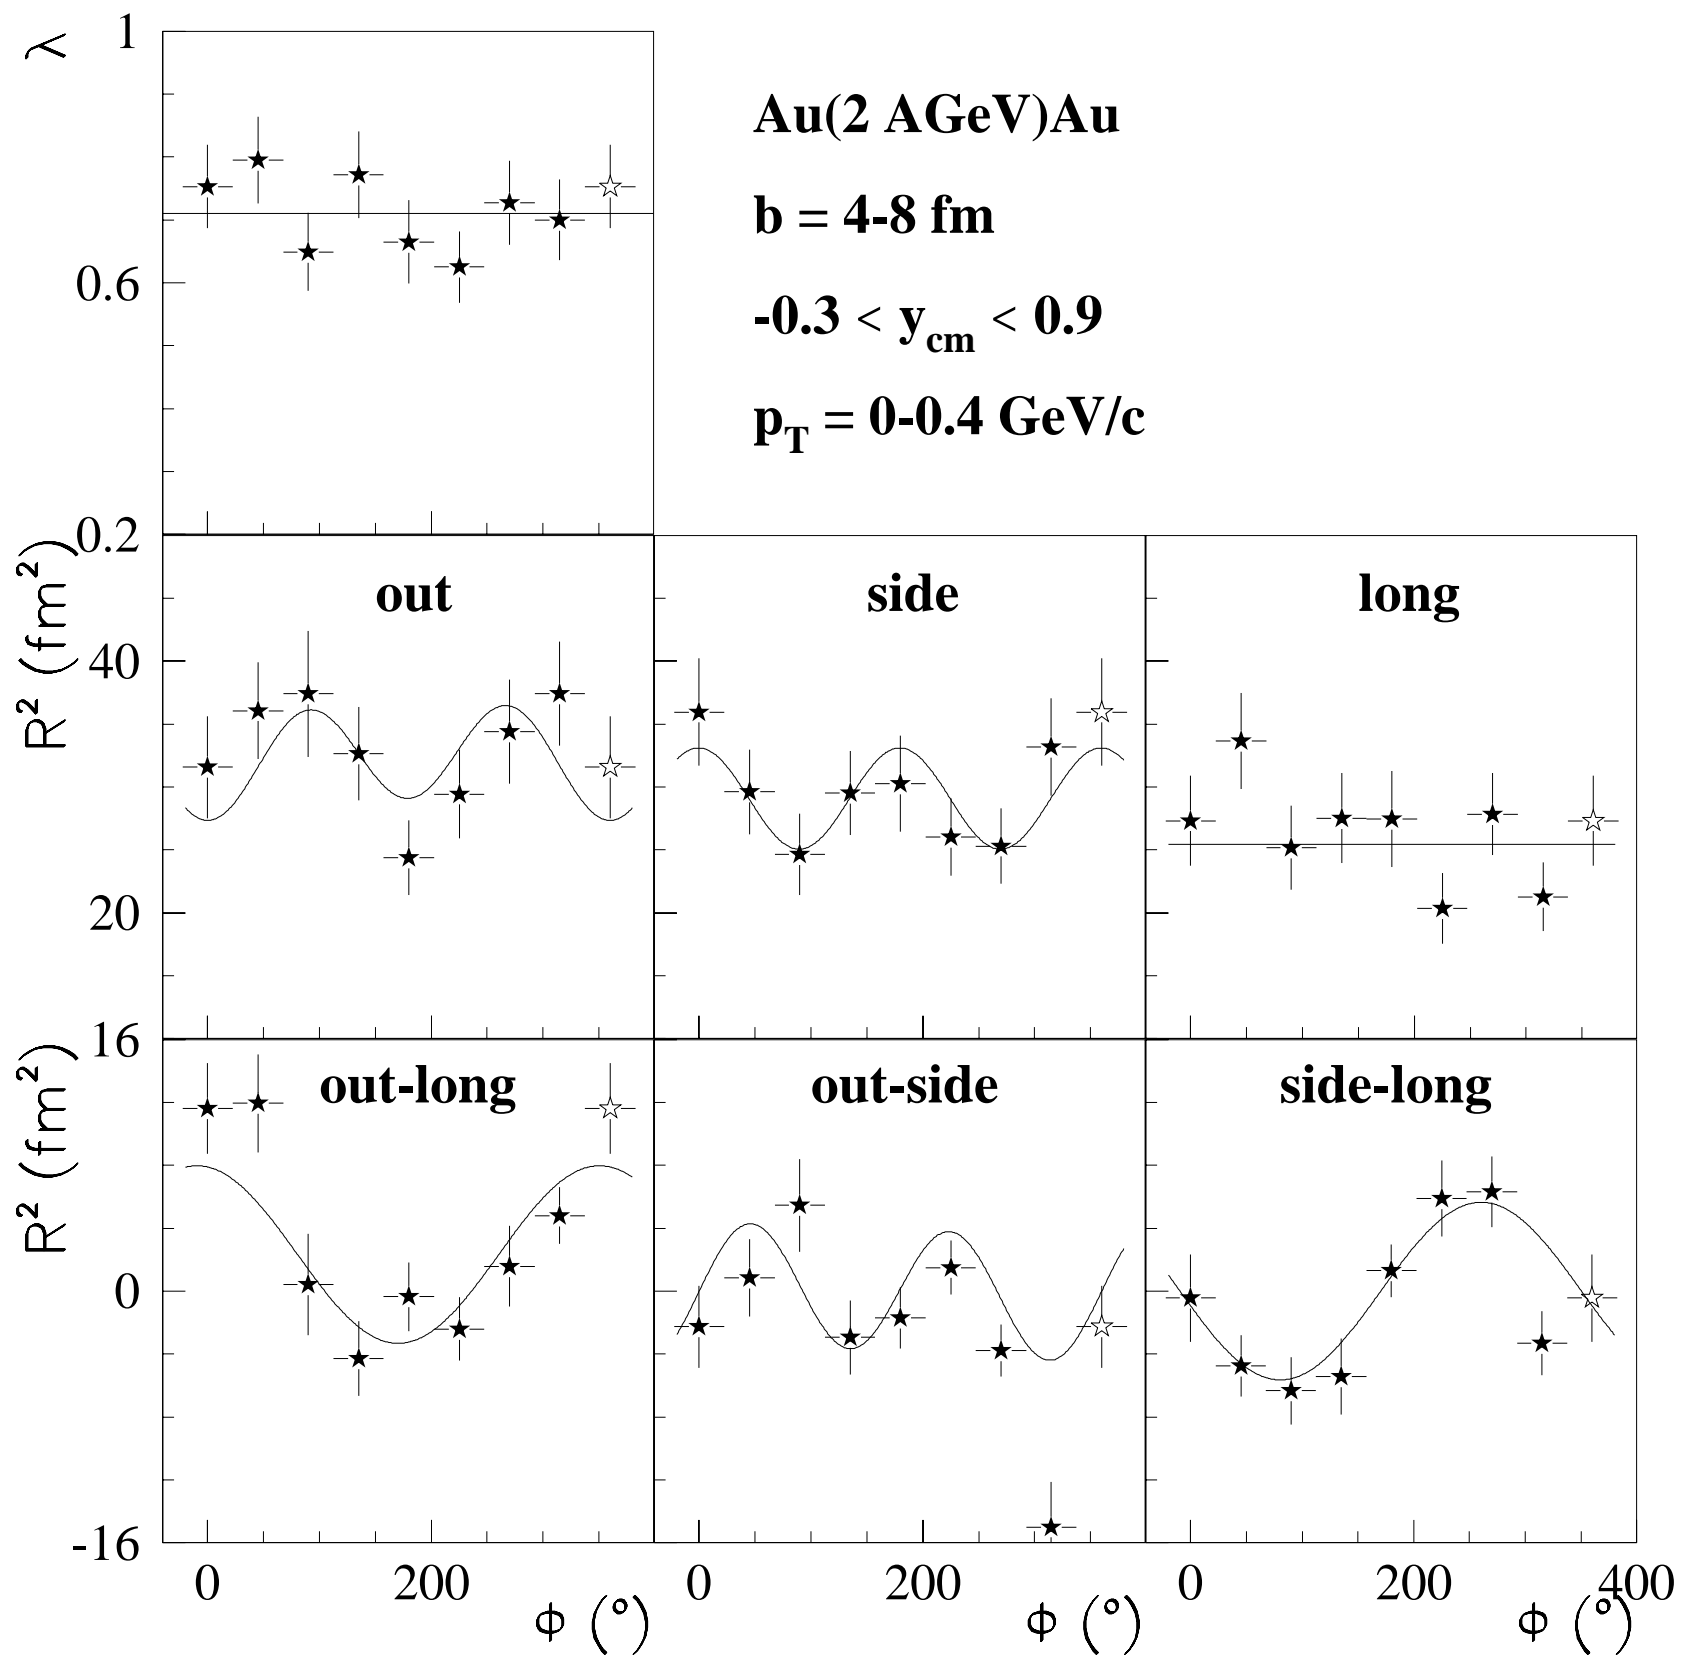 λ
1
0.6
0.2
Au(2 AGeV)Au
b = 4-8 fm
-0.3 < y_cm < 0.9
p_T = 0-0.4 GeV/c
R² (fm²)
40
20
out
side
long
R² (fm²)
16
0
-16
out-long
out-side
side-long
0 200 0 200 0 200 400
ϕ (°) ϕ (°) ϕ (°)